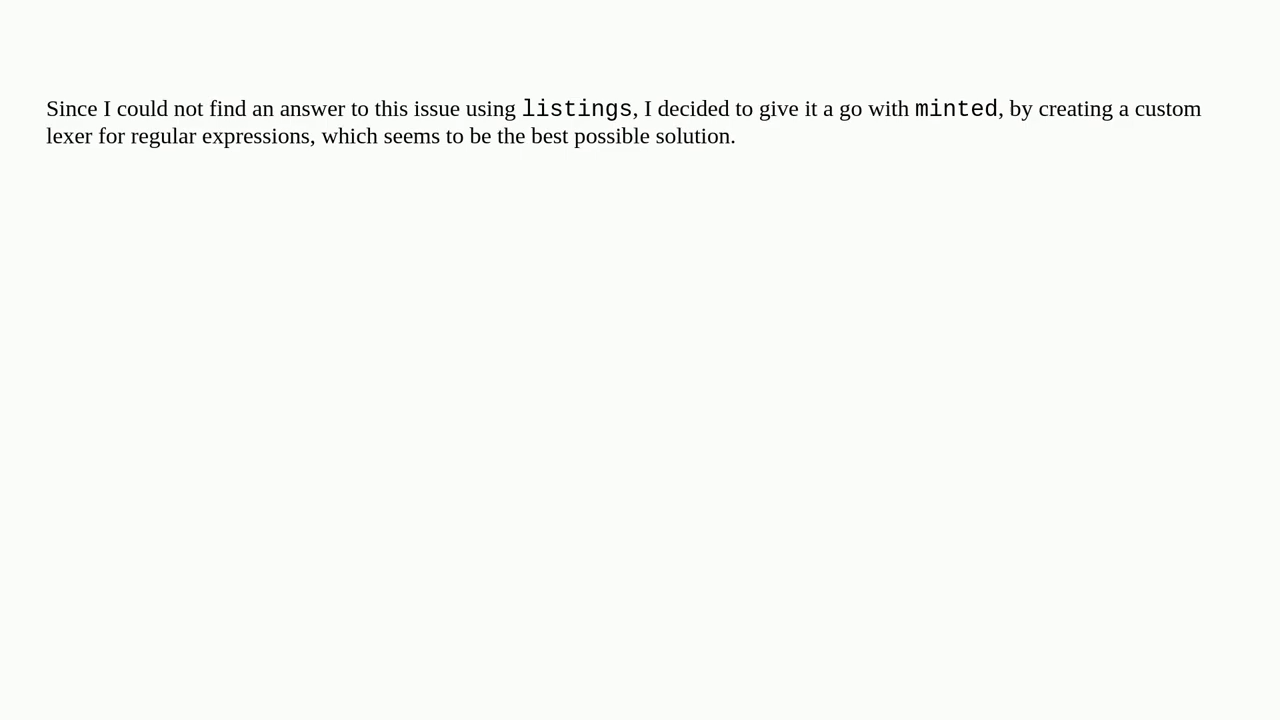 Since I could not find an answer to this issue using listings, I decided to give it a go with minted, by creating a custom
lexer for regular expressions, which seems to be the best possible solution.